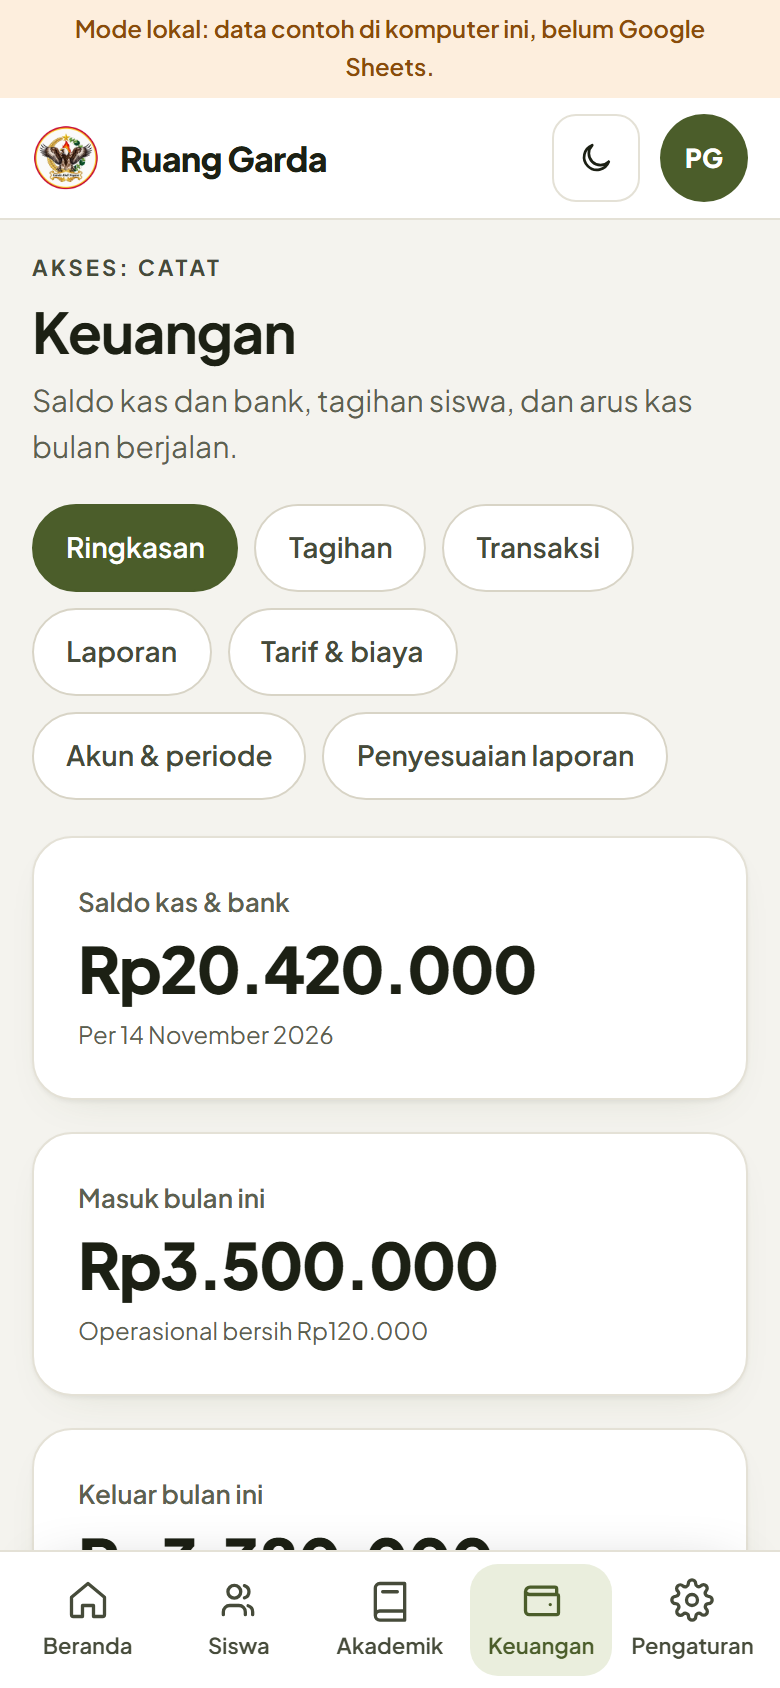 Mode lokal: data contoh di komputer ini, belum Google
Sheets.
Ruang Garda
PG
AKSES: CATAT
Keuangan
Saldo kas dan bank, tagihan siswa, dan arus kas
bulan berjalan.
Ringkasan
Tagihan
Transaksi
Laporan
Tarif & biaya
Akun & periode
Penyesuaian laporan
Saldo kas & bank
Rp20.420.000
Per 14 November 2026
Masuk bulan ini
Rp3.500.000
Operasional bersih Rp120.000
Keluar bulan ini
Rp3.380.000
Beranda
Siswa
Akademik
Keuangan
Pengaturan